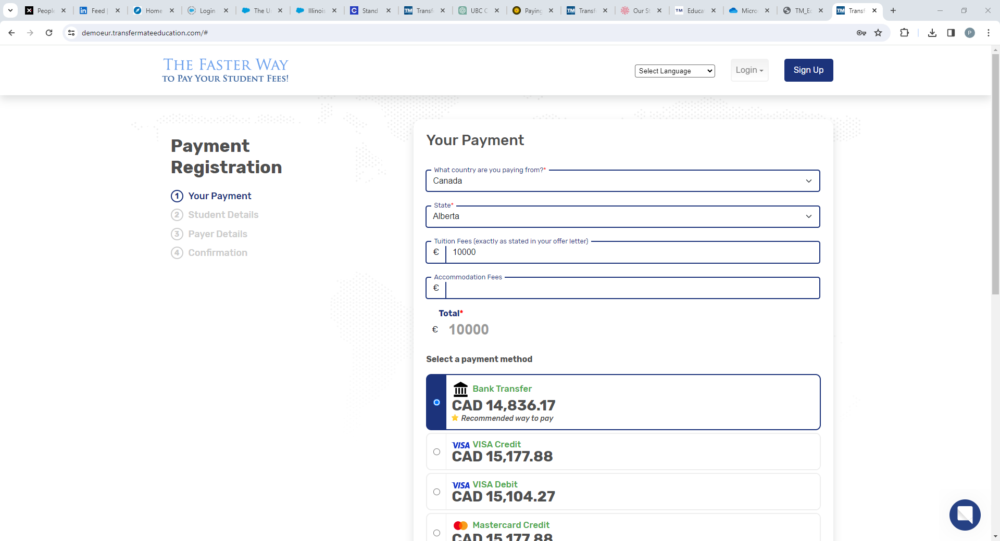 People
Feed
Home
Login
The U
Illinois
Stand
Transf
UBC C
Paying
Transf
Our St
Educa
Micro
TM_Ec
Transf
demoeur.transfermateeducation.com/#
P
THE FASTER WAY
TO PAY YOUR STUDENT FEES!
Select Language
Login
Sign Up
Payment
Registration
1 Your Payment
2 Student Details
3 Payer Details
4 Confirmation
Your Payment
What country are you paying from?*
Canada
State*
Alberta
Tuition Fees (exactly as stated in your offer letter)
€ 10000
Accommodation Fees
€
Total*
€ 10000
Select a payment method
Bank Transfer
CAD 14,836.17
Recommended way to pay
VISA VISA Credit
CAD 15,177.88
VISA VISA Debit
CAD 15,104.27
Mastercard Credit
CAD 15,177.88